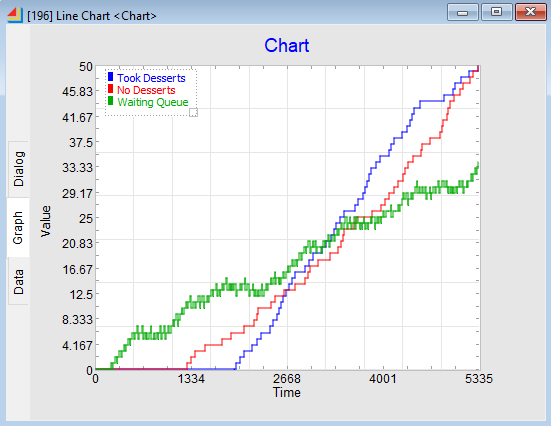 [196] Line Chart <Chart>
Chart
Took Desserts
No Desserts
Waiting Queue
50
45.83
41.67
37.5
33.33
29.17
25
20.83
16.67
12.5
8.333
4.167
0
Value
0 1334 2668 4001 5335
Time
Dialog
Graph
Data